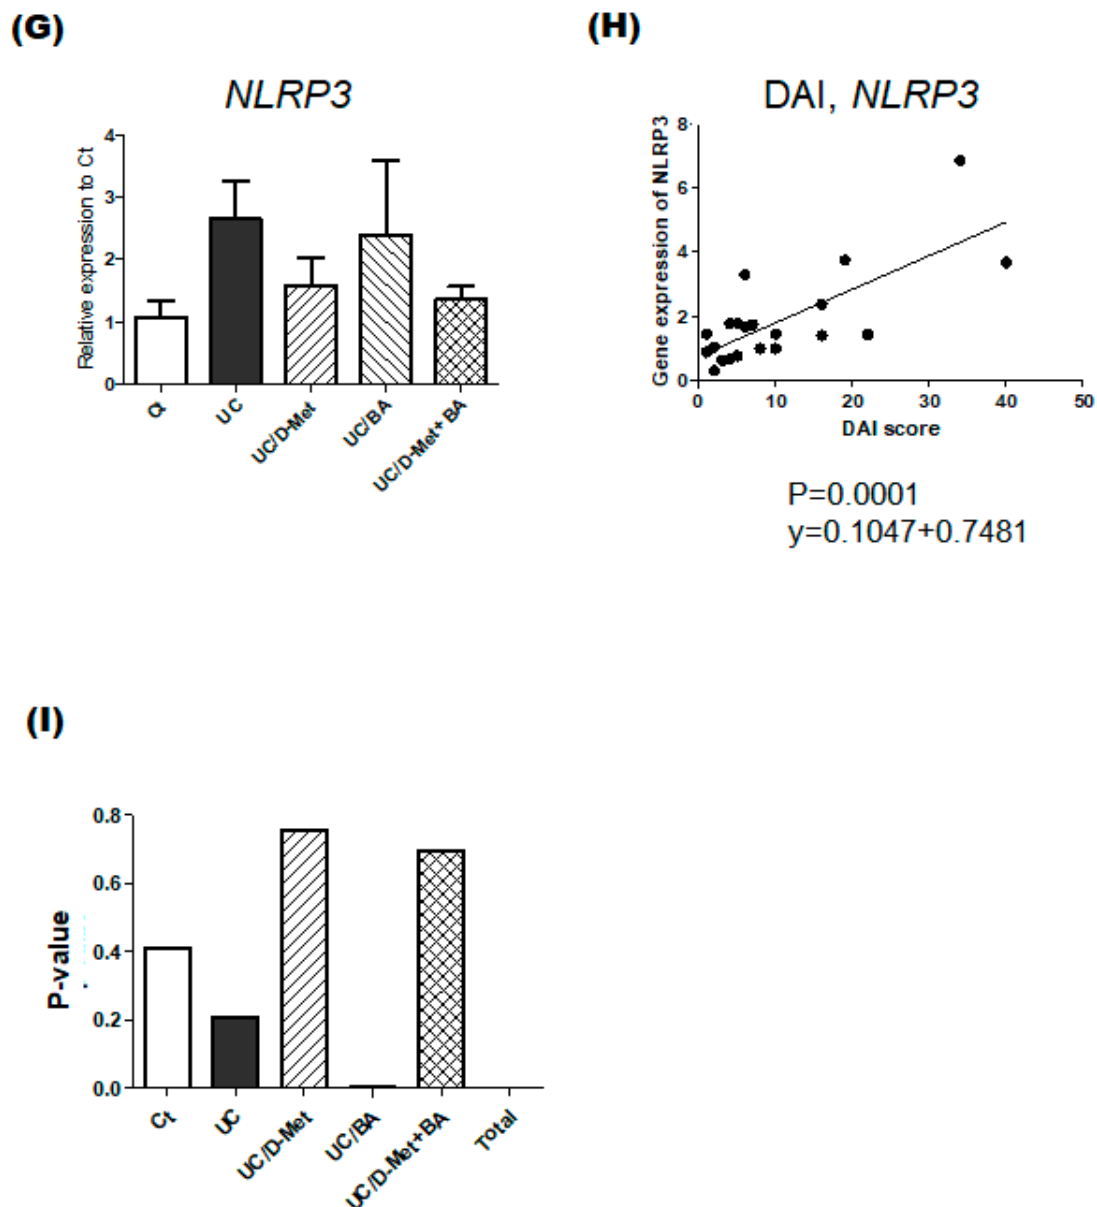 (G)
NLRP3
Relative expression to Ct
4
3
2
1
0
Ct
UC
UC/D-Met
UC/BA
UC/D-Met+BA
(H)
DAI, NLRP3
Gene expression of NLRP3
8
6
4
2
0
0 10 20 30 40 50
DAI score
P=0.0001
y=0.1047+0.7481
(I)
P-value
0.8
0.6
0.4
0.2
0.0
Ct
UC
UC/D-Met
UC/BA
UC/D-Met+BA
Total